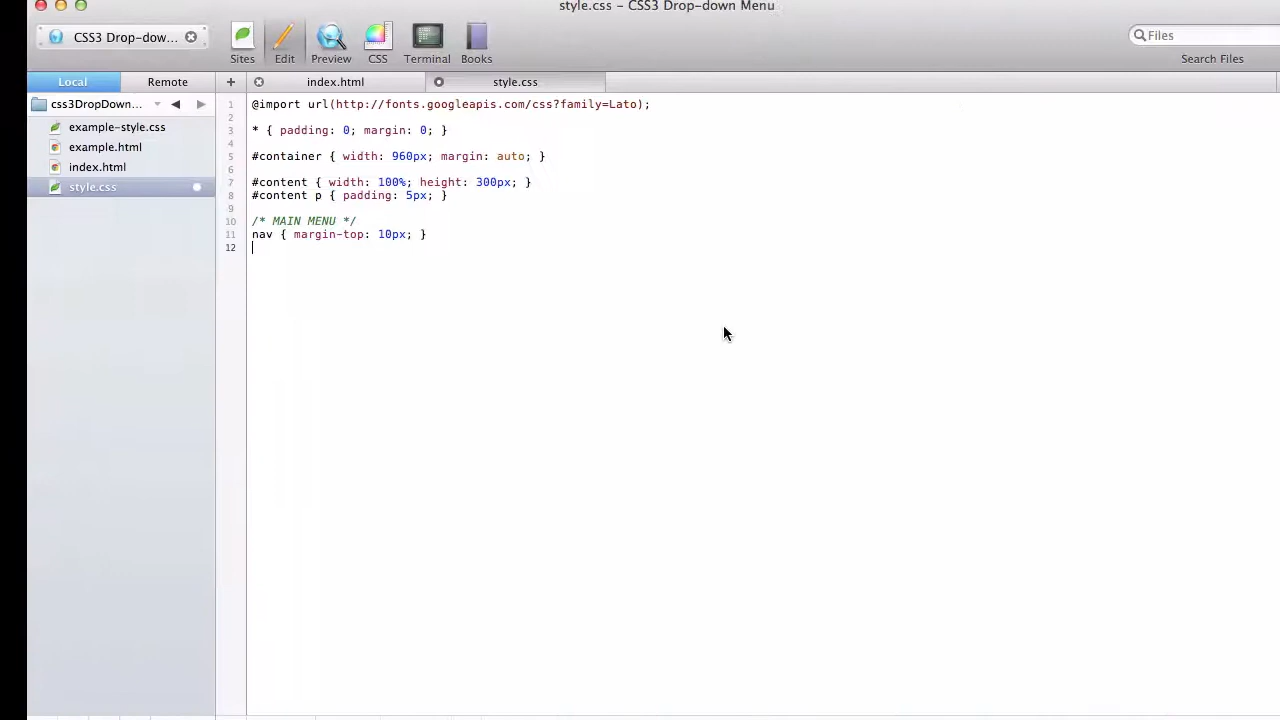 style.css – CSS3 Drop-down Menu
CSS3 Drop-dow...
Files
Sites Edit Preview CSS Terminal Books
Search Files
Local Remote
index.html style.css
css3DropDown...
example-style.css
example.html
index.html
style.css
1 @import url(http://fonts.googleapis.com/css?family=Lato);
2
3 * { padding: 0; margin: 0; }
4
5 #container { width: 960px; margin: auto; }
6
7 #content { width: 100%; height: 300px; }
8 #content p { padding: 5px; }
9
10 /* MAIN MENU */
11 nav { margin-top: 10px; }
12